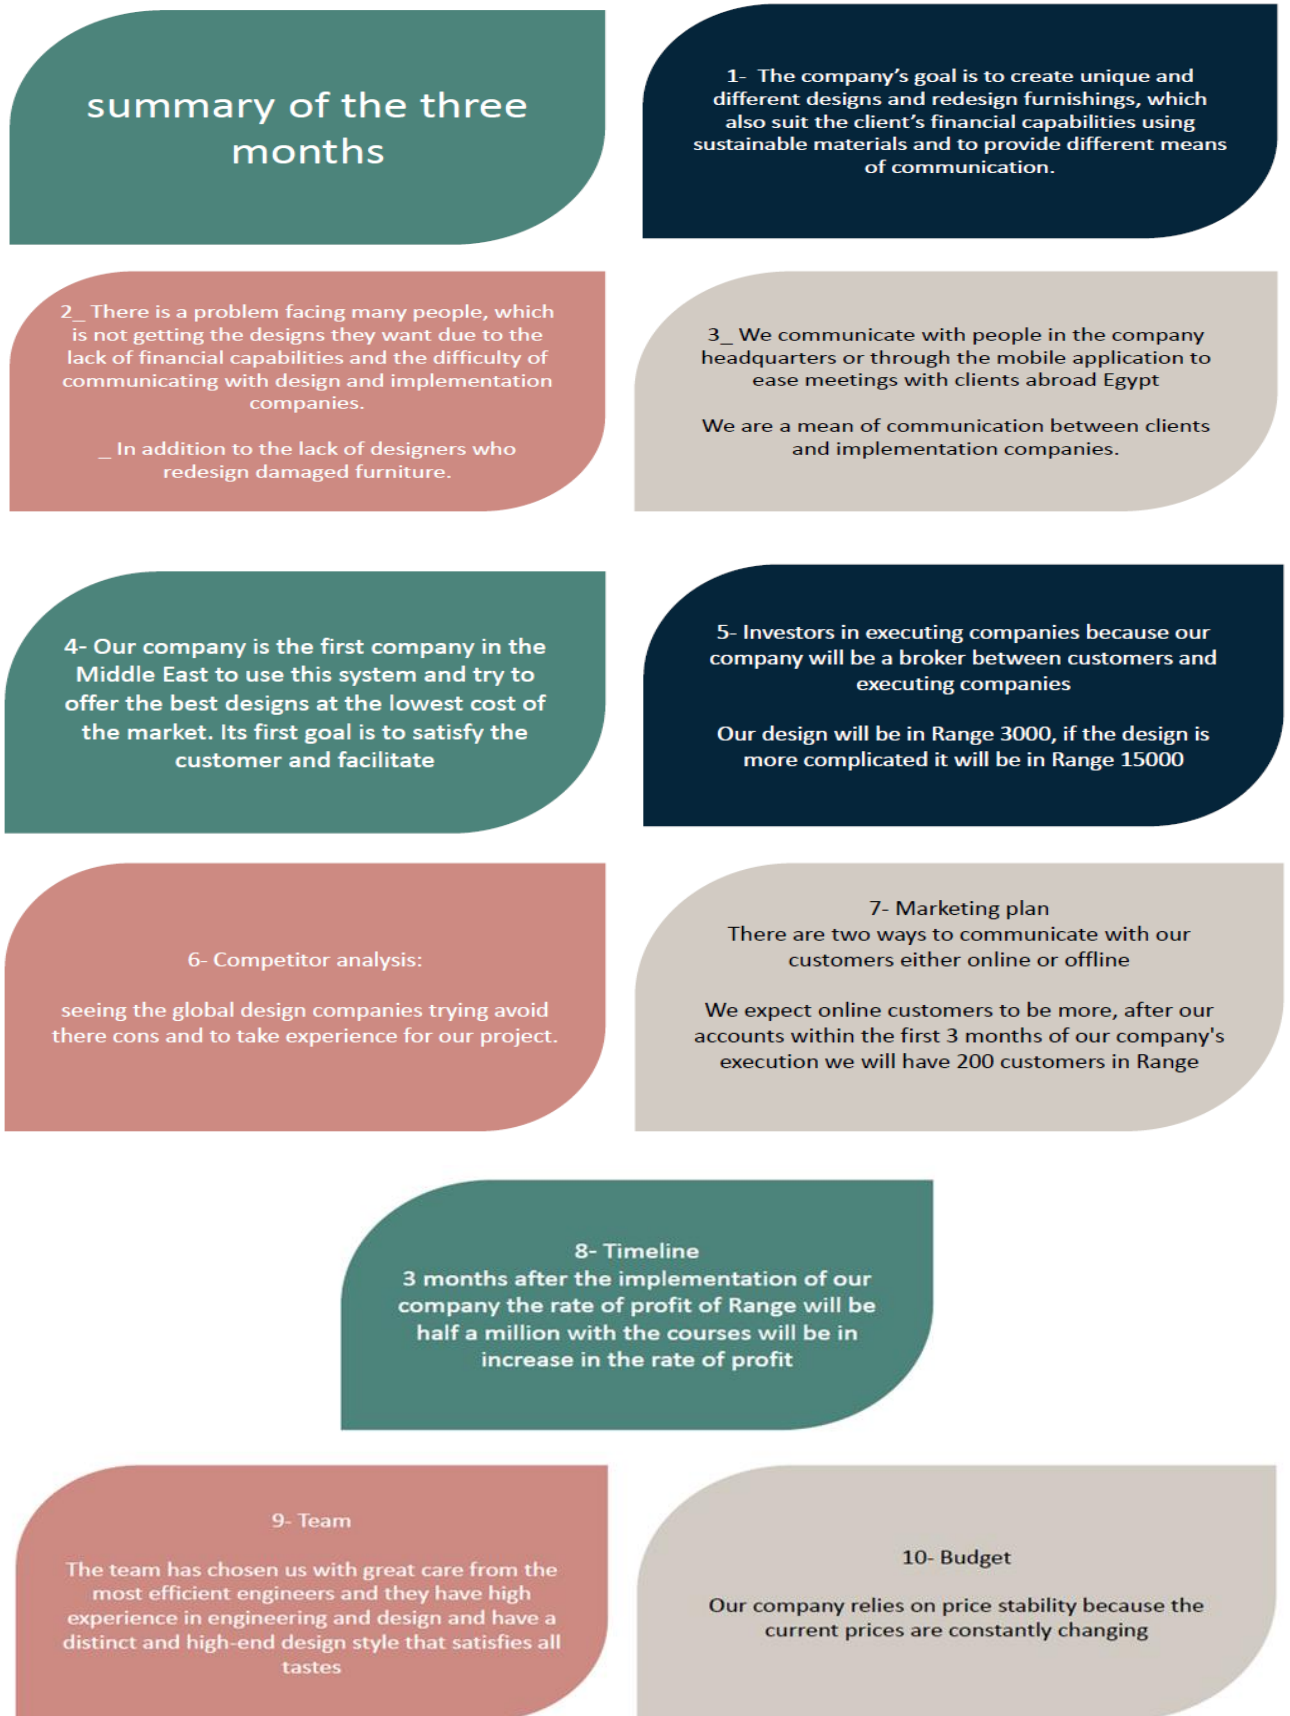 summary of the three
months
1- The company’s goal is to create unique and
different designs and redesign furnishings, which
also suit the client’s financial capabilities using
sustainable materials and to provide different means
of communication.
2_ There is a problem facing many people, which
is not getting the designs they want due to the
lack of financial capabilities and the difficulty of
communicating with design and implementation
companies.
_ In addition to the lack of designers who
redesign damaged furniture.
3_ We communicate with people in the company
headquarters or through the mobile application to
ease meetings with clients abroad Egypt
We are a mean of communication between clients
and implementation companies.
4- Our company is the first company in the
Middle East to use this system and try to
offer the best designs at the lowest cost of
the market. Its first goal is to satisfy the
customer and facilitate
5- Investors in executing companies because our
company will be a broker between customers and
executing companies
Our design will be in Range 3000, if the design is
more complicated it will be in Range 15000
6- Competitor analysis:
seeing the global design companies trying avoid
there cons and to take experience for our project.
7- Marketing plan
There are two ways to communicate with our
customers either online or offline
We expect online customers to be more, after our
accounts within the first 3 months of our company's
execution we will have 200 customers in Range
8- Timeline
3 months after the implementation of our
company the rate of profit of Range will be
half a million with the courses will be in
increase in the rate of profit
9- Team
The team has chosen us with great care from the
most efficient engineers and they have high
experience in engineering and design and have a
distinct and high-end design style that satisfies all
tastes
10- Budget
Our company relies on price stability because the
current prices are constantly changing